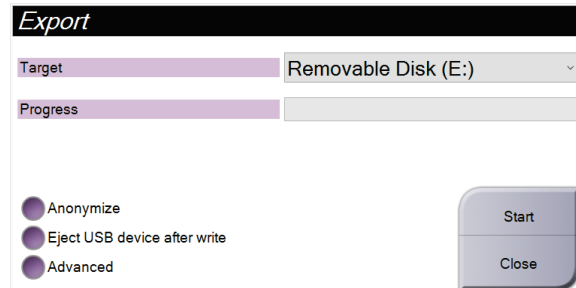 Export
Target
Removable Disk (E:)
Progress
Anonymize
Eject USB device after write
Advanced
Start
Close